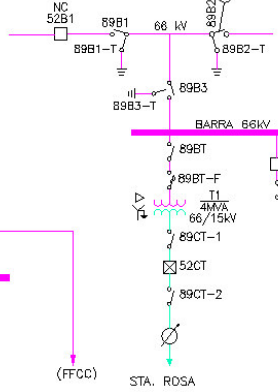 NC
52B1
89B1
66 kV
89B2
89B1-T
89B2-T
89B3
89B3-T
BARRA 66kV
89BT
89BT-F
T1
4MVA
66/15kV
89CT-1
52CT
89CT-2
(FFCC)
STA. ROSA